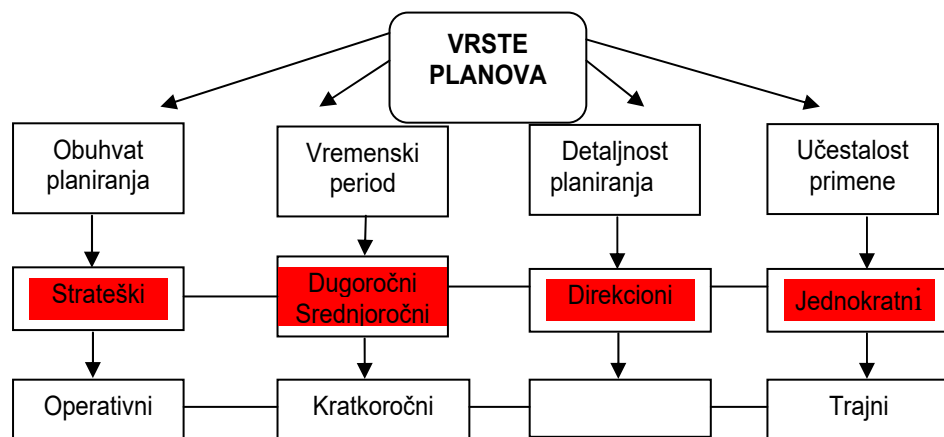 VRSTE
PLANOVA
Obuhvat
planiranja
Vremenski
period
Detaljnost
planiranja
Učestalost
primene
Strateški
Dugoročni
Srednjoročni
Direkcioni
Jednokratni
Operativni
Kratkoročni
Trajni